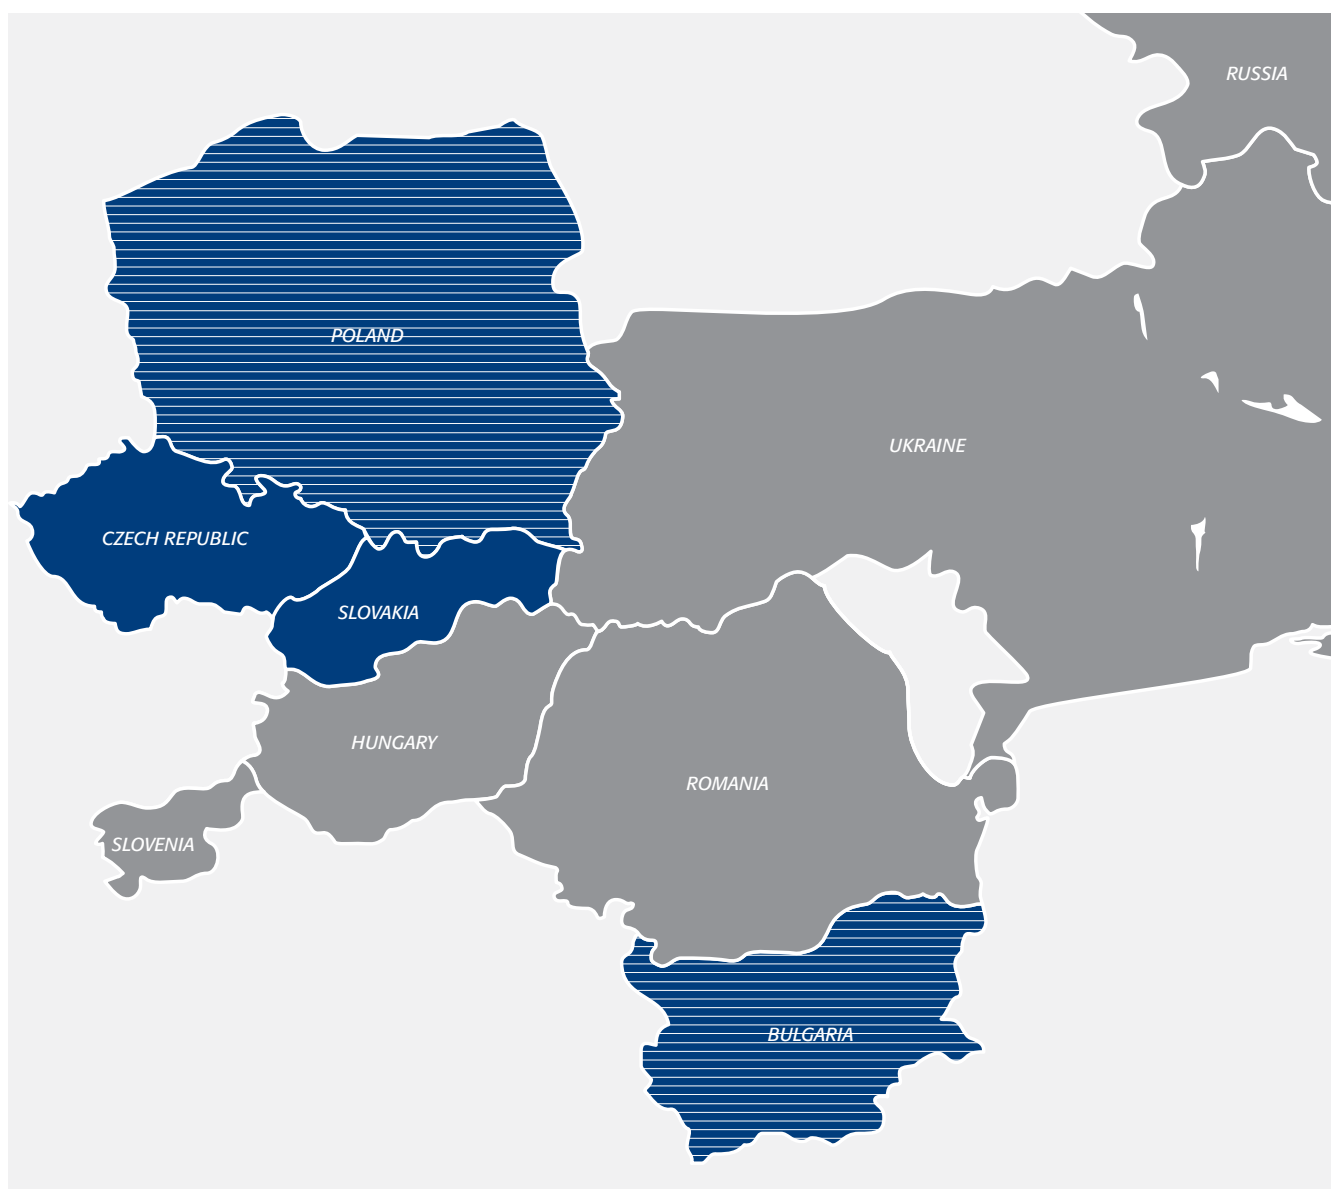 RUSSIA
POLAND
UKRAINE
CZECH REPUBLIC
SLOVAKIA
HUNGARY
ROMANIA
SLOVENIA
BULGARIA